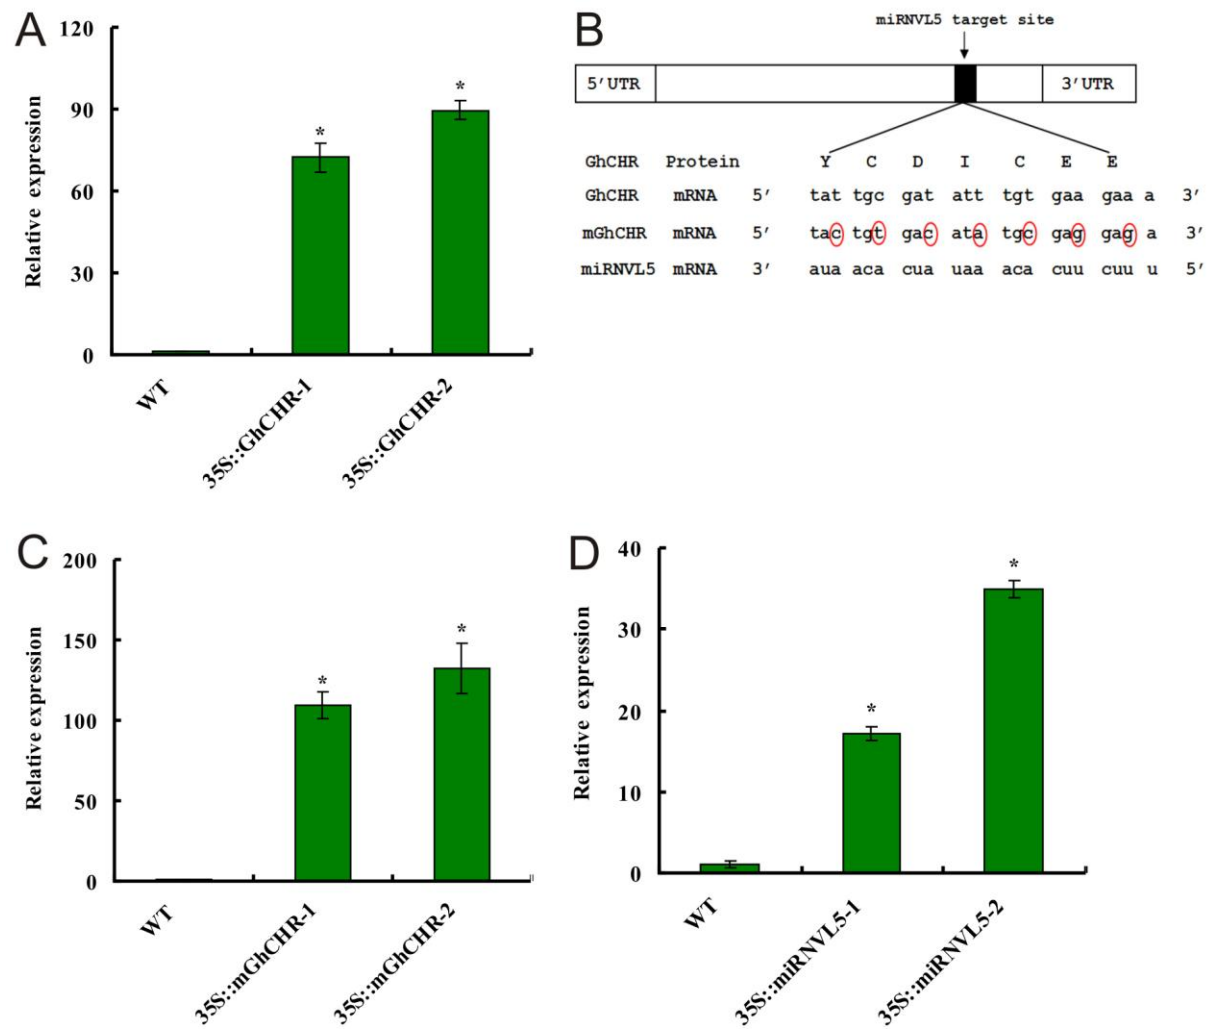 A
120
90
60
30
0
Relative expression
*
*
WT
35S::GhCHR-1
35S::GhCHR-2
B
miRNVL5 target site
5'UTR 3'UTR
GhCHR Protein Y C D I C E E
GhCHR mRNA 5' tat tgc gat att tgt gaa gaa a 3'
mGhCHR mRNA 5' tac tgt gac ata tgc gag gag a 3'
miRNVL5 mRNA 3' aua aca cua uaa aca cuu cuu u 5'
C
200
150
100
50
0
Relative expression
*
*
WT
35S::mGhCHR-1
35S::mGhCHR-2
D
40
30
20
10
0
Relative expression
*
*
WT
35S::miRNVL5-1
35S::miRNVL5-2